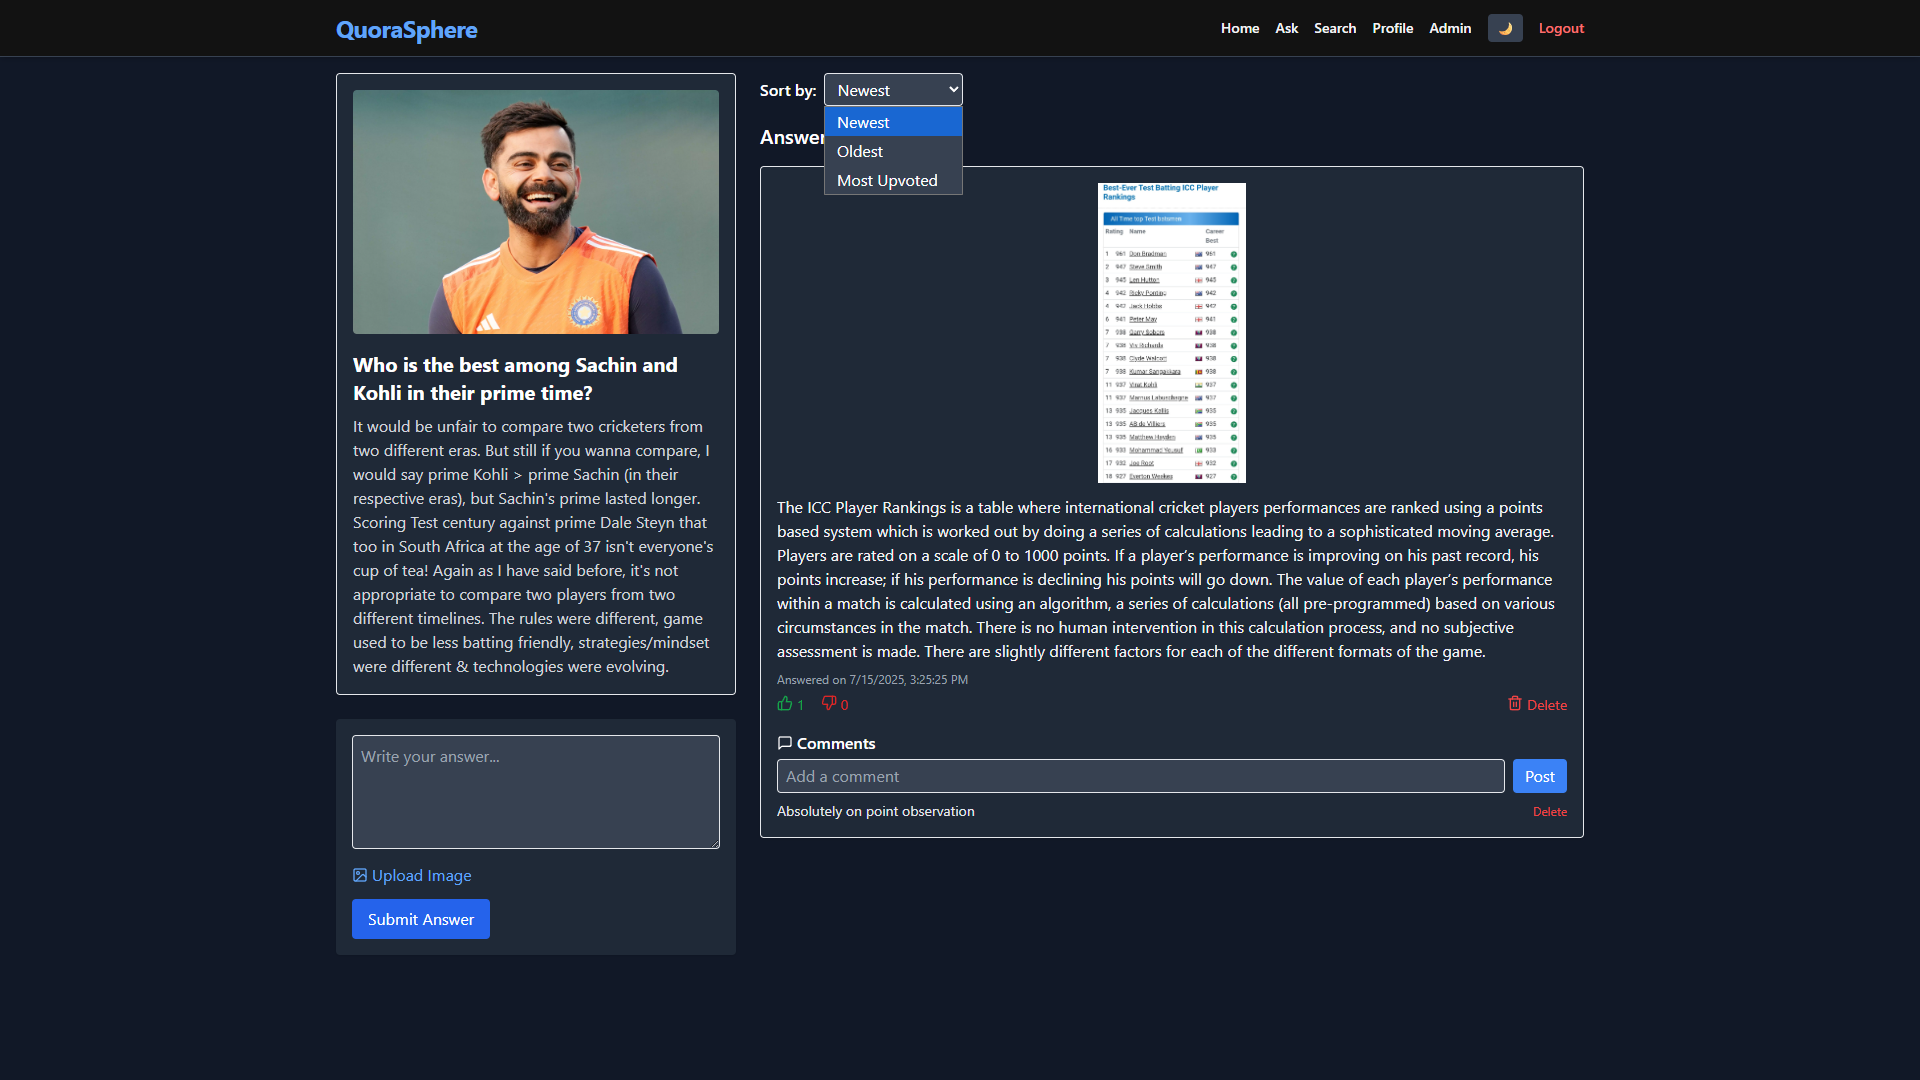 QuoraSphere
Home Ask Search Profile Admin Logout
Who is the best among Sachin and
Kohli in their prime time?
It would be unfair to compare two cricketers from
two different eras. But still if you wanna compare, I
would say prime Kohli > prime Sachin (in their
respective eras), but Sachin's prime lasted longer.
Scoring Test century against prime Dale Steyn that
too in South Africa at the age of 37 isn't everyone's
cup of tea! Again as I have said before, it's not
appropriate to compare two players from two
different timelines. The rules were different, game
used to be less batting friendly, strategies/mindset
were different & technologies were evolving.
Write your answer...
Upload Image
Submit Answer
Sort by: Newest
Newest
Oldest
Most Upvoted
Best-Ever Test Batting ICC Player
Rankings
All Time top Test batsmen
Rating Name Career
Best
1 961 Don Bradman 961
2 947 Steve Smith 947
3 945 Len Hutton 945
4 942 Ricky Ponting 942
4 942 Jack Hobbs 942
6 941 Peter May 941
7 938 Garry Sobers 938
7 938 Viv Richards 938
7 938 Clyde Walcott 938
7 938 Kumar Sangakkara 938
11 937 Virat Kohli 937
11 937 Marnus Labuschagne 937
13 935 Jacques Kallis 935
13 935 AB de Villiers 935
13 935 Matthew Hayden 935
16 933 Mohammad Yousuf 933
17 932 Joe Root 932
18 927 Everton Weekes 927
The ICC Player Rankings is a table where international cricket players performances are ranked using a points
based system which is worked out by doing a series of calculations leading to a sophisticated moving average.
Players are rated on a scale of 0 to 1000 points. If a player’s performance is improving on his past record, his
points increase; if his performance is declining his points will go down. The value of each player’s performance
within a match is calculated using an algorithm, a series of calculations (all pre-programmed) based on various
circumstances in the match. There is no human intervention in this calculation process, and no subjective
assessment is made. There are slightly different factors for each of the different formats of the game.
Answered on 7/15/2025, 3:25:25 PM
1 0 Delete
Comments
Add a comment Post
Absolutely on point observation Delete